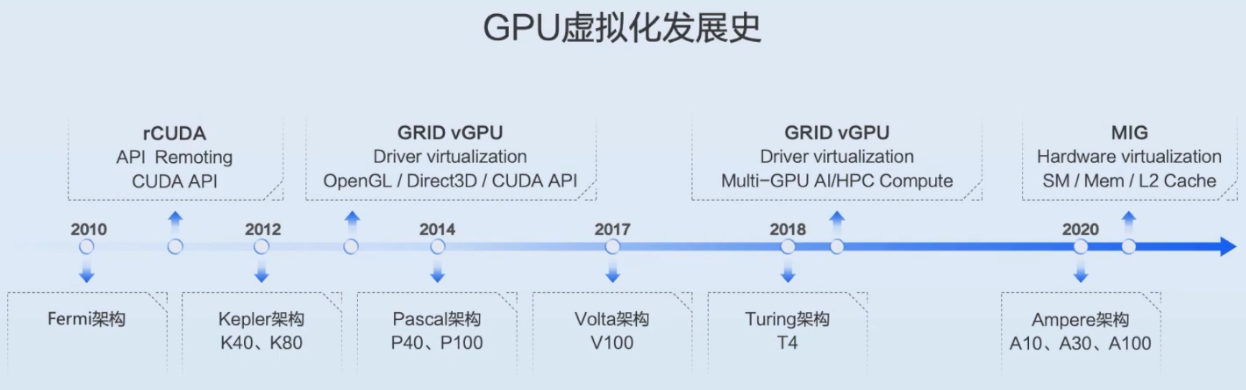 GPU虚拟化发展史
rCUDA
API Remoting
CUDA API
GRID vGPU
Driver virtualization
OpenGL / Direct3D / CUDA API
GRID vGPU
Driver virtualization
Multi-GPU AI/HPC Compute
MIG
Hardware virtualization
SM / Mem / L2 Cache
2010
2012
2014
2017
2018
2020
Fermi架构
Kepler架构
K40、K80
Pascal架构
P40、P100
Volta架构
V100
Turing架构
T4
Ampere架构
A10、A30、A100